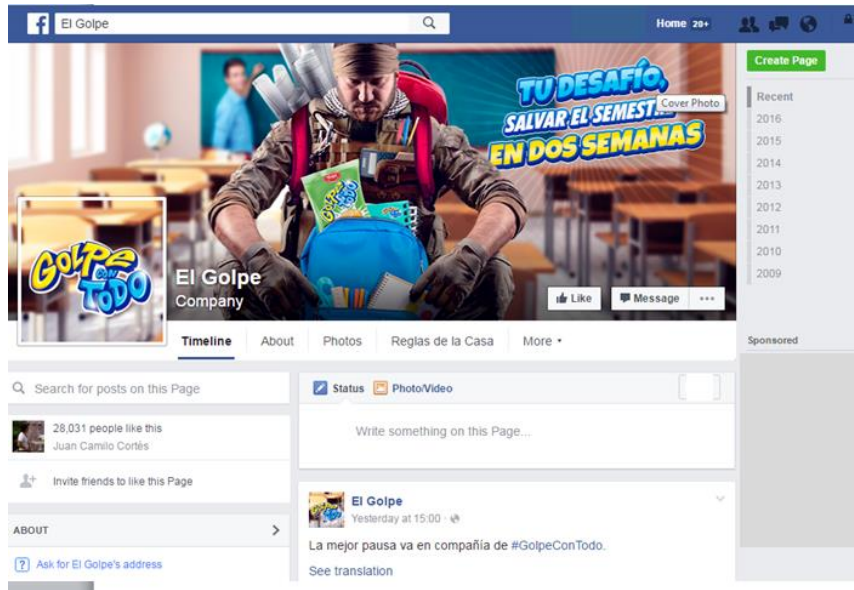 El Golpe
Home 20+
TU DESAFÍO,
SALVAR EL SEMEST
Cover Photo
EN DOS SEMANAS
GOLPE
CON
TODO
GOLPE
CON
TODO
El Golpe
Company
Like
Message
Timeline
About
Photos
Reglas de la Casa
More
Create Page
Recent
2016
2015
2014
2013
2012
2011
2010
2009
Sponsored
Search for posts on this Page
28,031 people like this
Juan Camilo Cortés
Invite friends to like this Page
ABOUT
Ask for El Golpe's address
Status
Photo/Video
Write something on this Page...
El Golpe
Yesterday at 15:00
La mejor pausa va en compañía de #GolpeConTodo.
See translation